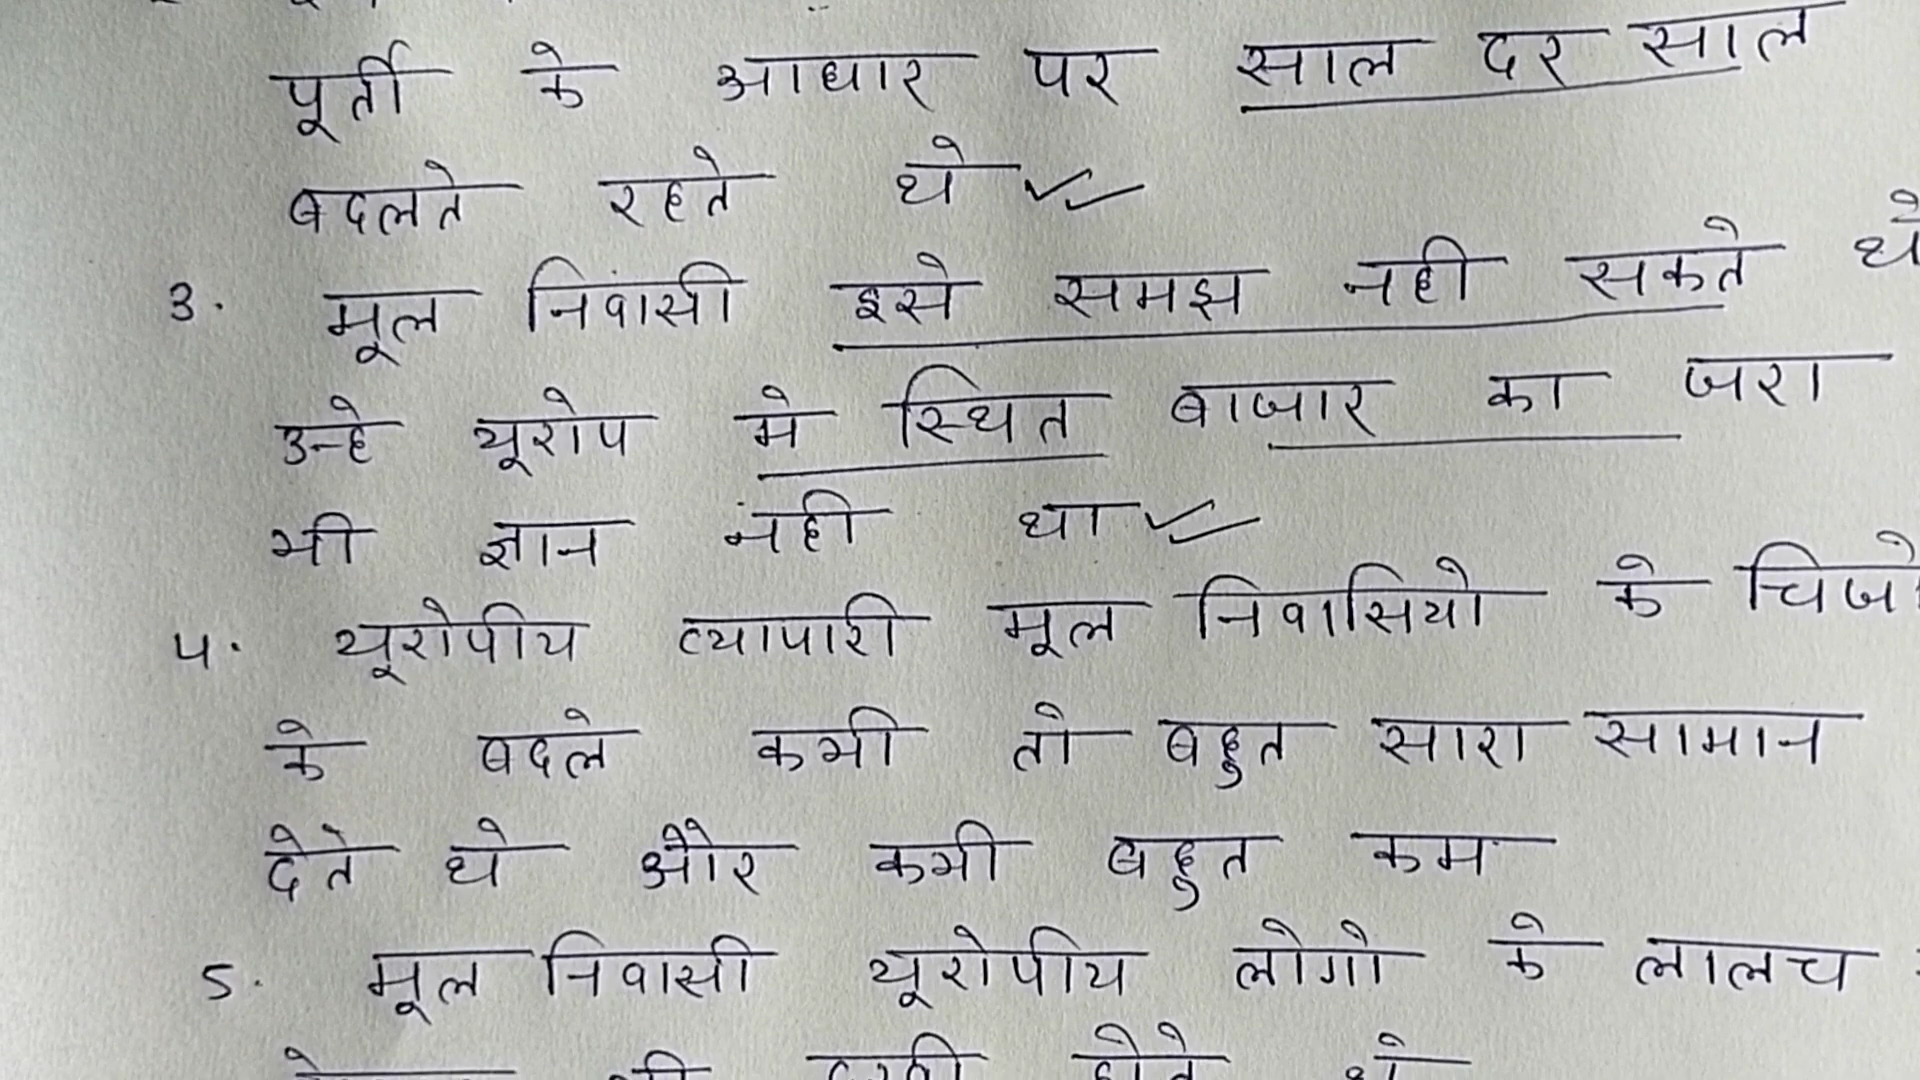 पूर्ती के आधार पर साल दर साल
बदलते रहते थे
3. मूल निवासी इसे समझ नही सकते थे
उन्हे यूरोप मे स्थित बाजार का जरा
भी ज्ञान नही था
4. यूरोपीय व्यापारी मूल निवासियो के चिजो
के बदले कभी तो बहुत सारा सामान
देते थे और कभी बहुत कम
5. मूल निवासी यूरोपीय लोगो के लालच